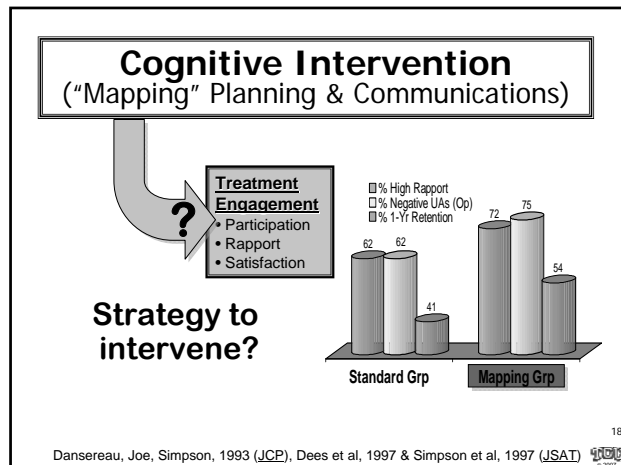 Cognitive Intervention
("Mapping" Planning & Communications)
?
Treatment
Engagement
• Participation
• Rapport
• Satisfaction
Strategy to
intervene?
% High Rapport
% Negative UAs (Op)
% 1-Yr Retention
62
62
41
72
75
54
Standard Grp
Mapping Grp
18
Dansereau, Joe, Simpson, 1993 (JCP), Dees et al, 1997 & Simpson et al, 1997 (JSAT)
© 2007